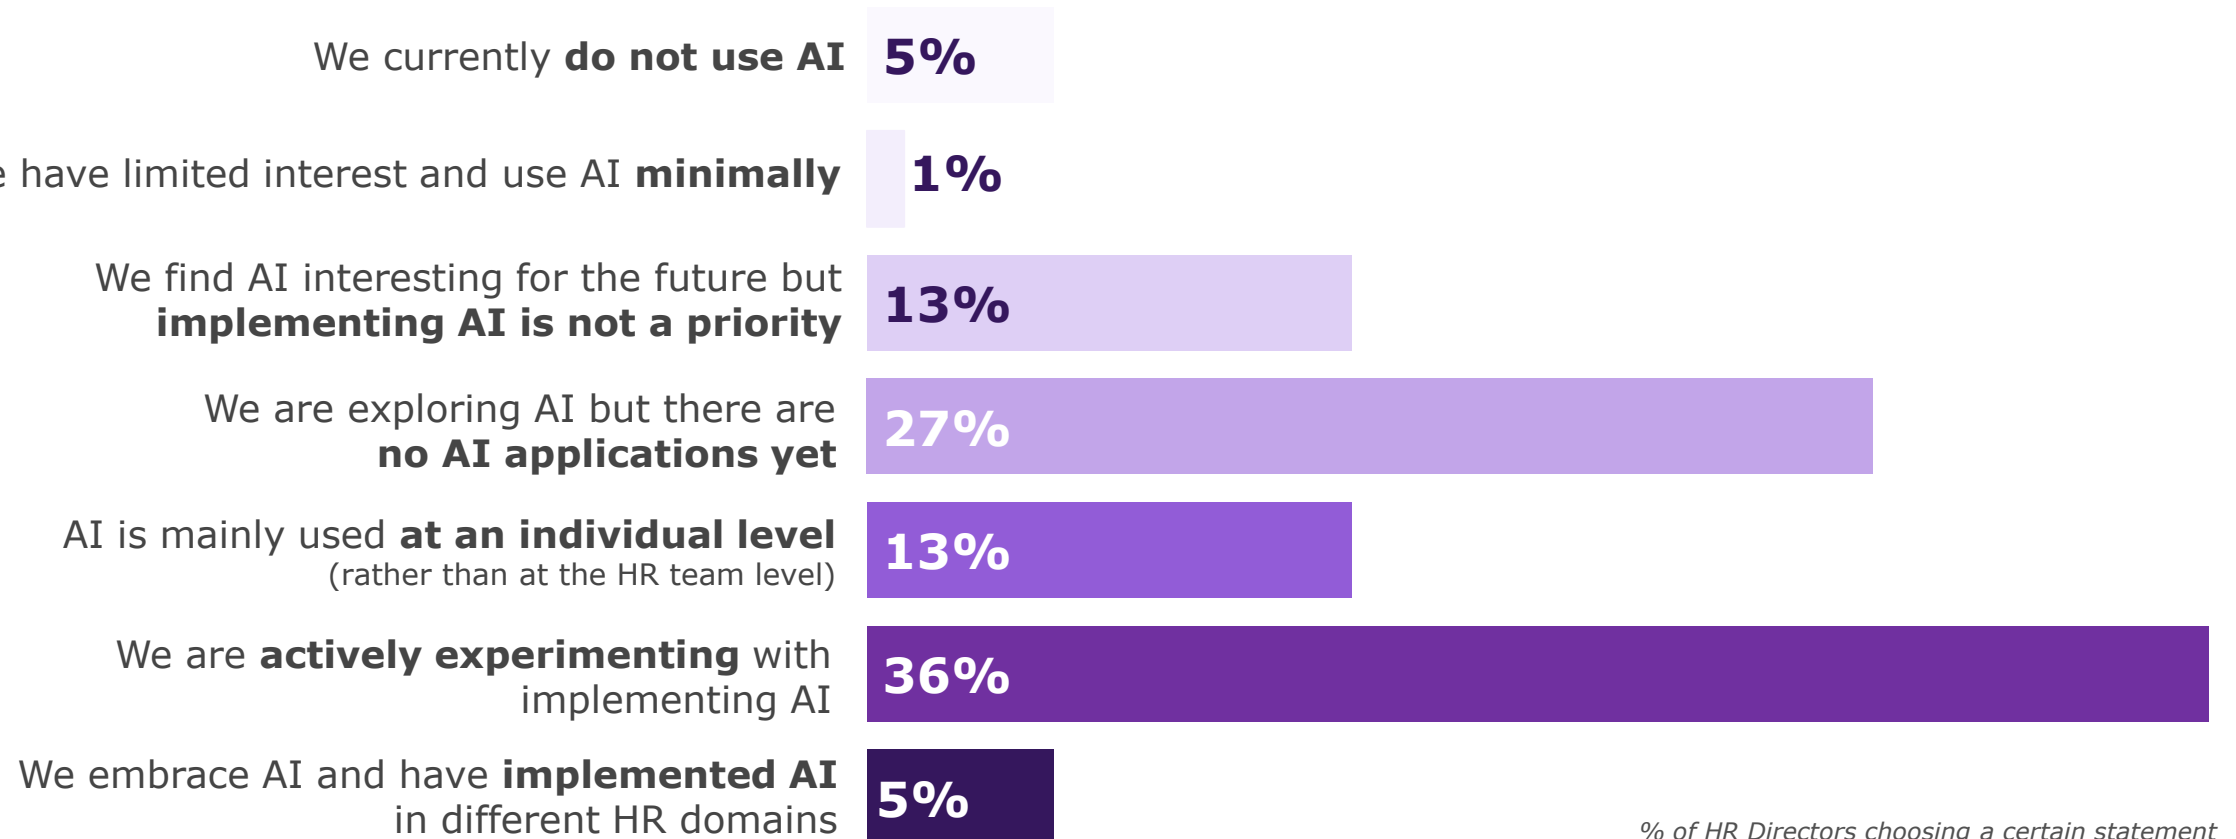 We currently do not use AI 5%
have limited interest and use AI minimally 1%
We find AI interesting for the future but
implementing AI is not a priority
13%
We are exploring AI but there are
no AI applications yet
27%
AI is mainly used at an individual level
(rather than at the HR team level)
13%
We are actively experimenting with
implementing AI
36%
We embrace AI and have implemented AI
in different HR domains
5%
% of HR Directors choosing a certain statement